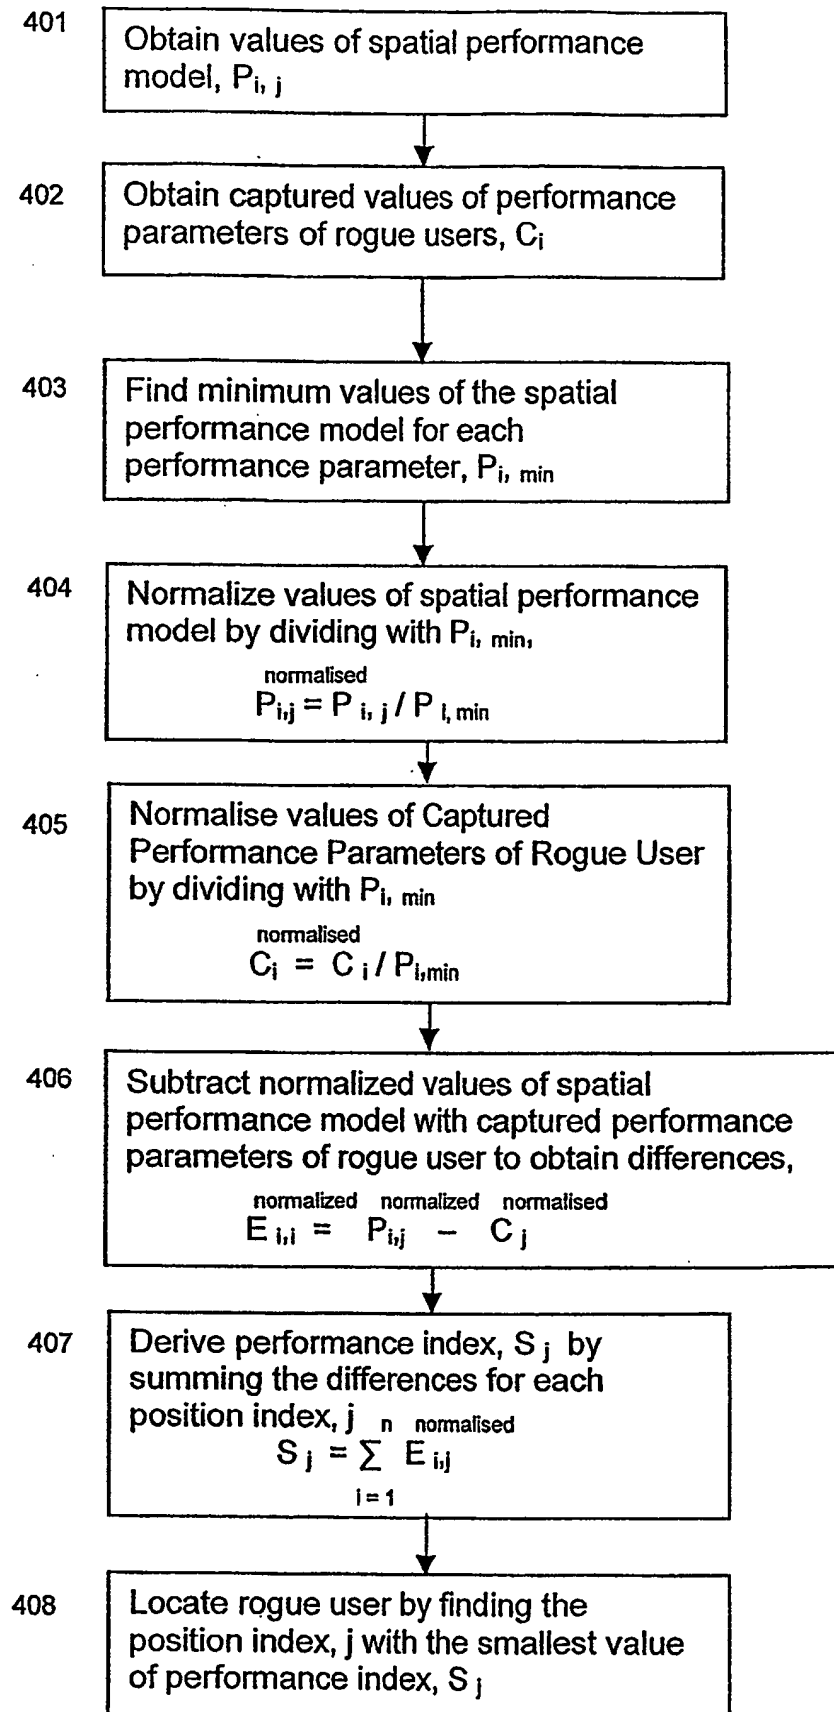 401
Obtain values of spatial performance
model, Pi, j
402
Obtain captured values of performance
parameters of rogue users, Ci
403
Find minimum values of the spatial
performance model for each
performance parameter, Pi, min
404
Normalize values of spatial performance
model by dividing with Pi, min,
normalised
Pi,j = P i, j / P i, min
405
Normalise values of Captured
Performance Parameters of Rogue User
by dividing with Pi, min
normalised
Ci = C i / Pi,min
406
Subtract normalized values of spatial
performance model with captured performance
parameters of rogue user to obtain differences,
normalized normalized normalised
E i,i = Pi,j – C j
407
Derive performance index, S j by
summing the differences for each
position index, j n normalised
S j = ∑ E i,j
i = 1
408
Locate rogue user by finding the
position index, j with the smallest value
of performance index, S j